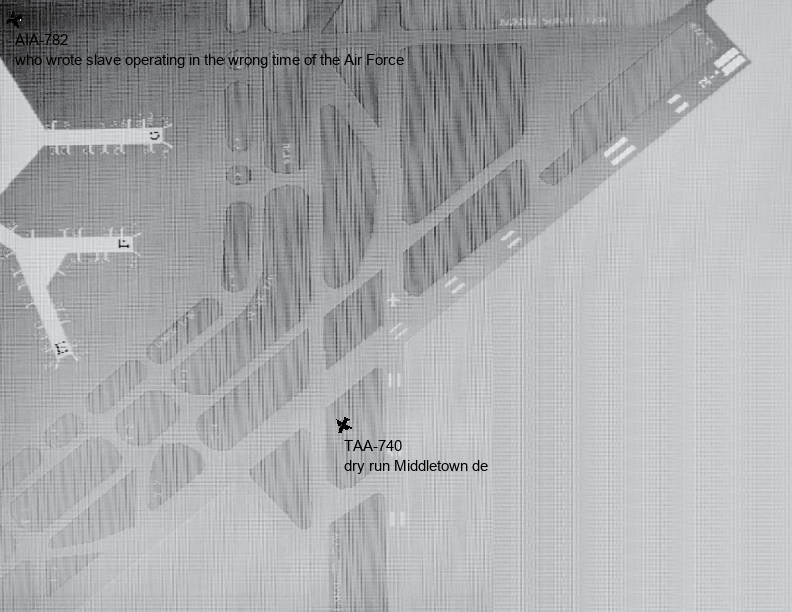 AIA-782
who wrote slave operating in the wrong time of the Air Force
G
F
E
TAA-740
dry run Middletown de